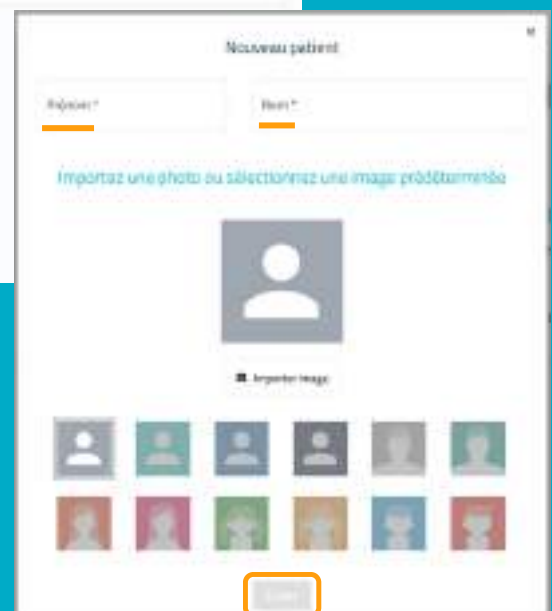 Nouveau patient
Prénom *
Nom *
Importez une photo ou sélectionnez une image prédéterminée
Importer image